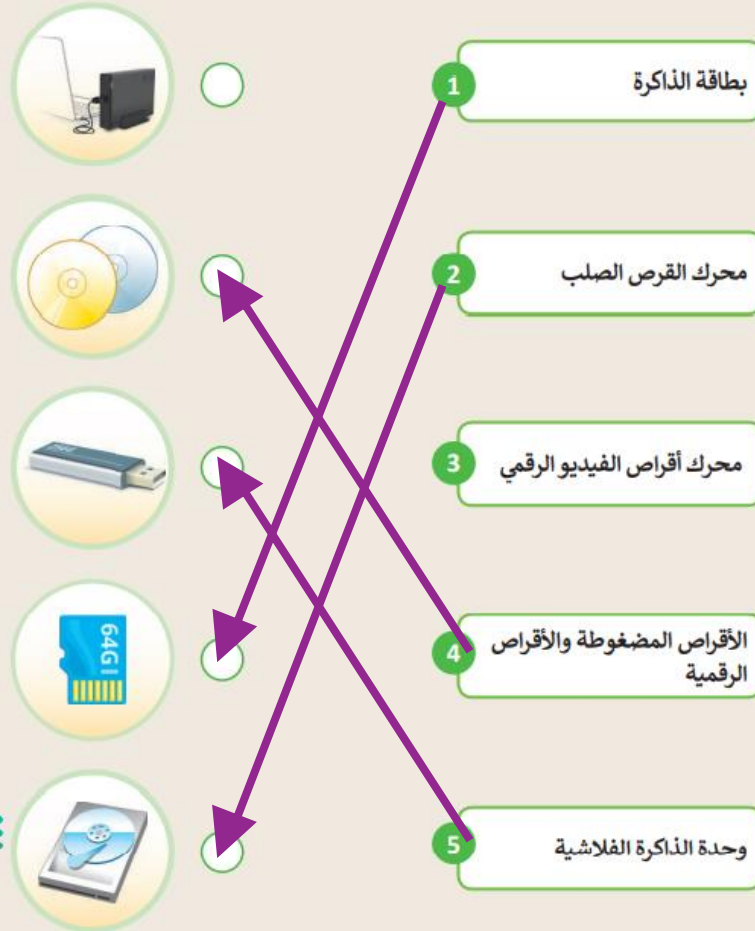 1 بطاقة الذاكرة
2 محرك القرص الصلب
3 محرك أقراص الفيديو الرقمي
4 الأقراص المضغوطة والأقراص
الرقمية
5 وحدة الذاكرة الفلاشية
64G